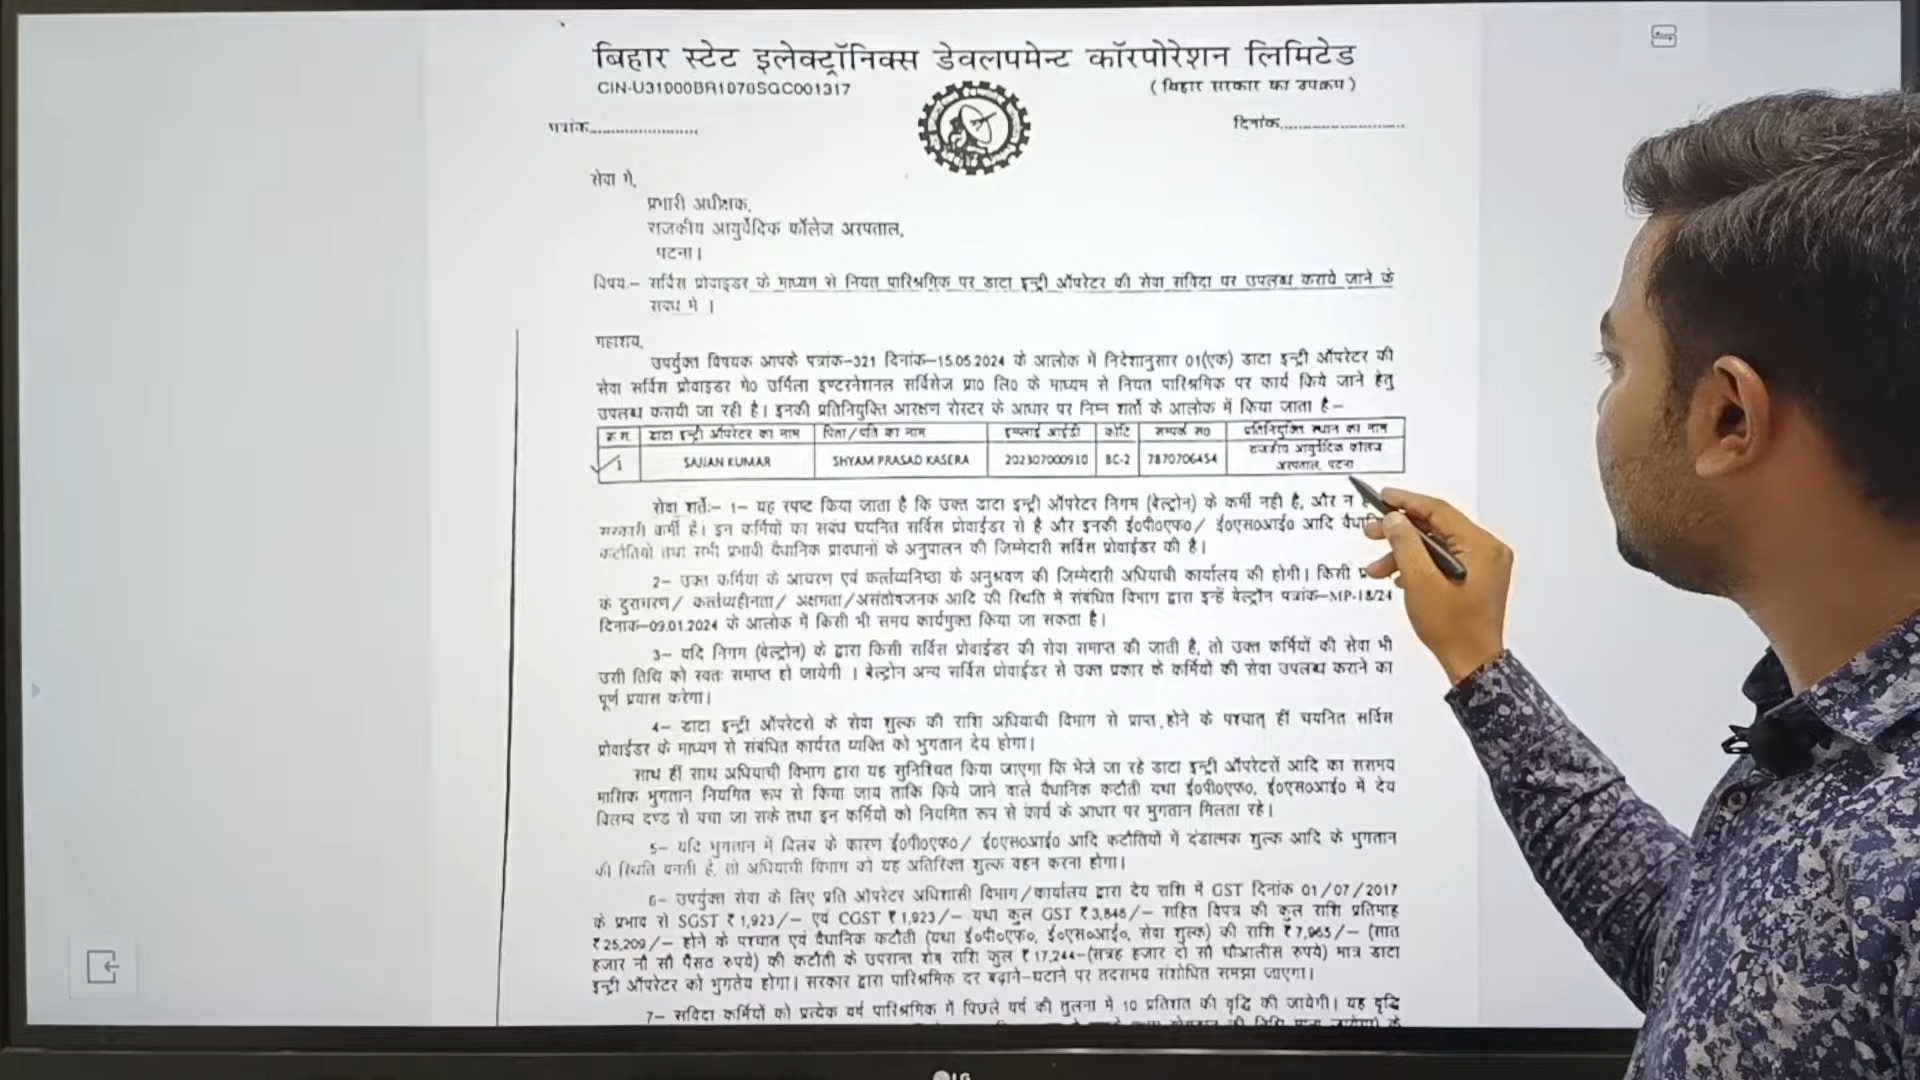 बिहार स्टेट इलेक्ट्रॉनिक्स डेवलपमेन्ट कॉरपोरेशन लिमिटेड
( बिहार सरकार का उपक्रम )
पत्रांक........................
दिनांक...........................
सेवा में,
प्रभारी अधीक्षक,
राजकीय आयुर्वेदिक कॉलेज अस्पताल,
पटना।
विषय:– सर्विस प्रोवाइडर के माध्यम से नियत पारिश्रमिक पर डाटा इन्ट्री ऑपरेटर की सेवा संविदा पर उपलब्ध कराये जाने के
संबंध में ।
महाशय,
उपर्युक्त विषयक आपके पत्रांक–321 दिनांक–15.05.2024 के आलोक में निदेशानुसार 01(एक) डाटा इन्ट्री ऑपरेटर की
सेवा सर्विस प्रोवाइडर मे० उर्मिला इण्टरनेशनल सर्विसेज प्रा० लि० के माध्यम से नियत पारिश्रमिक पर कार्य किये जाने हेतु
उपलब्ध करायी जा रही है। इनकी प्रतिनियुक्ति आरक्षण रोस्टर के आधार पर निम्न शर्तो के आलोक में किया जाता है–
क्र.म. डाटा इन्ट्री ऑपरेटर का नाम पिता/पति का नाम इम्प्लाई आईडी कोटि सम्पर्क स० प्रतिनियुक्ति स्थान का नाम
1 SAJJAN KUMAR SHYAM PRASAD KASERA 202307000910 BC-2 7870706454 राजकीय आयुर्वेदिक कॉलेज
अस्पताल, पटना
सेवा शर्तेः– 1– यह स्पष्ट किया जाता है कि उक्त डाटा इन्ट्री ऑपरेटर निगम (बेल्ट्रोन) के कर्मी नही है, और न
सरकारी कर्मी है। इन कर्मियों का संबंध चयनित सर्विस प्रोवाईडर से है और इनकी ई०पी०एफ०/ ई०एस०आई० आदि
कटौतियो तथा सभी प्रभावी वैधानिक प्रावधानों के अनुपालन की जिम्मेदारी सर्विस प्रोवाईडर की है।
2– उक्त कर्मियों के आचरण एवं कर्त्तव्यनिष्ठा के अनुश्रवण की जिम्मेदारी अधियाची कार्यालय की होगी। किसी
के दुराचरण/ कर्त्तव्यहीनता/ अक्षमता/असंतोषजनक आदि की स्थिति में संबंधित विभाग द्वारा इन्हें बेल्ट्रॉन पत्रांक–MP-18/24
दिनांक–09.01.2024 के आलोक में किसी भी समय कार्यमुक्त किया जा सकता है।
3– यदि निगम (बेल्ट्रोन) के द्वारा किसी सर्विस प्रोवाईडर की सेवा समाप्त की जाती है, तो उक्त कर्मियों की सेवा भी
उसी तिथि को स्वतः समाप्त हो जायेगी । बेल्ट्रोन अन्य सर्विस प्रोवाईडर से उक्त प्रकार के कर्मियों की सेवा उपलब्ध कराने का
पूर्ण प्रयास करेगा।
4– डाटा इन्ट्री ऑपरेटरो के सेवा शुल्क की राशि अधियाची विभाग से प्राप्त होने के पश्चात् हीं चयनित सर्विस
प्रोवाईडर के माध्यम से संबंधित कार्यरत व्यक्ति को भुगतान देय होगा।
साथ हीं साथ अधियाची विभाग द्वारा यह सुनिश्चित किया जाएगा कि भेजे जा रहे डाटा इन्ट्री ऑपरेटरों आदि का ससमय
मासिक भुगतान नियमित रूप से किया जाय ताकि किये जाने वाले वैधानिक कटौती यथा ई०पी०एफ०, ई०एस०आई० में देय
विलम्ब दण्ड से बचा जा सके तथा इन कर्मियों को नियमित रूप से कार्य के आधार पर भुगतान मिलता रहे।
5– यदि भुगतान में विलंब के कारण ई०पी०एफ०/ ई०एस०आई० आदि कटौतियों में दंडात्मक शुल्क आदि के भुगतान
की स्थिति बनती है, तो अधियाची विभाग को यह अतिरिक्त शुल्क वहन करना होगा।
6– उपर्युक्त सेवा के लिए प्रति ऑपरेटर अधिशासी विभाग/कार्यालय द्वारा देय राशि में GST दिनांक 01/07/2017
के प्रभाव से SGST ₹1,923/– एवं CGST ₹1,923/– यथा कुल GST ₹3,846/– सहित विपत्र की कुल राशि प्रतिमाह
₹25,209/– होने के पश्चात एवं वैधानिक कटौती (यथा ई०पी०एफ०, ई०एस०आई०, सेवा शुल्क) की राशि ₹7,965/– (सात
हजार नौ सौ पैंसठ रुपये) की कटौती के उपरान्त शेष राशि कुल ₹17,244–(सत्रह हजार दो सौ चौआलीस रुपये) मात्र डाटा
इन्ट्री ऑपरेटर को भुगतेय होगा। सरकार द्वारा पारिश्रमिक दर बढ़ाने–घटाने पर तदसमय संशोधित समझा जाएगा।
7– संविदा कर्मियों को प्रत्येक वर्ष पारिश्रमिक में पिछले वर्ष की तुलना में 10 प्रतिशत की वृद्धि की जायेगी। यह वृद्धि
LG